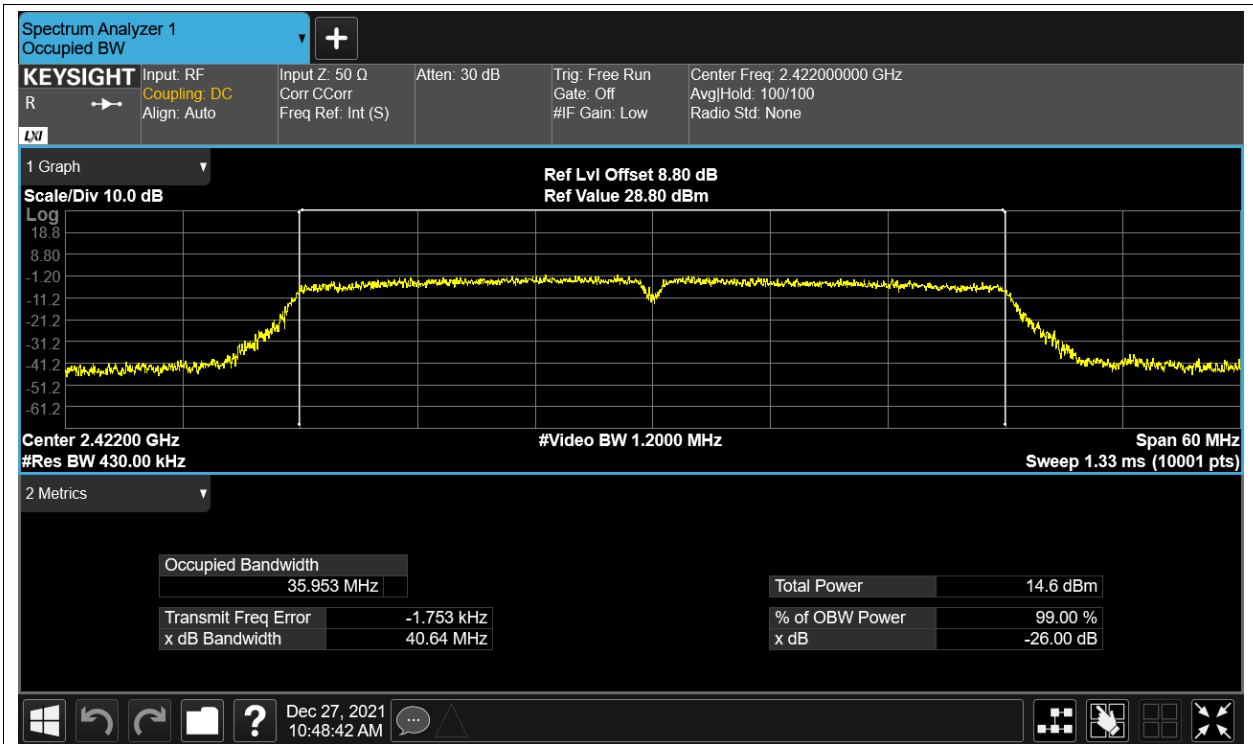 Spectrum Analyzer 1
Occupied BW
+
KEYSIGHT Input: RF Input Z: 50 Ω Atten: 30 dB Trig: Free Run Center Freq: 2.422000000 GHz
R Coupling: DC Corr CCorr Gate: Off Avg|Hold: 100/100
Align: Auto Freq Ref: Int (S) #IF Gain: Low Radio Std: None
LXI
1 Graph
Ref Lvl Offset 8.80 dB
Scale/Div 10.0 dB Ref Value 28.80 dBm
Log
18.8
8.80
-1.20
-11.2
-21.2
-31.2
-41.2
-51.2
-61.2
Center 2.42200 GHz #Video BW 1.2000 MHz Span 60 MHz
#Res BW 430.00 kHz Sweep 1.33 ms (10001 pts)
2 Metrics
Occupied Bandwidth
35.953 MHz Total Power 14.6 dBm
Transmit Freq Error -1.753 kHz % of OBW Power 99.00 %
x dB Bandwidth 40.64 MHz x dB -26.00 dB
? Dec 27, 2021
10:48:42 AM